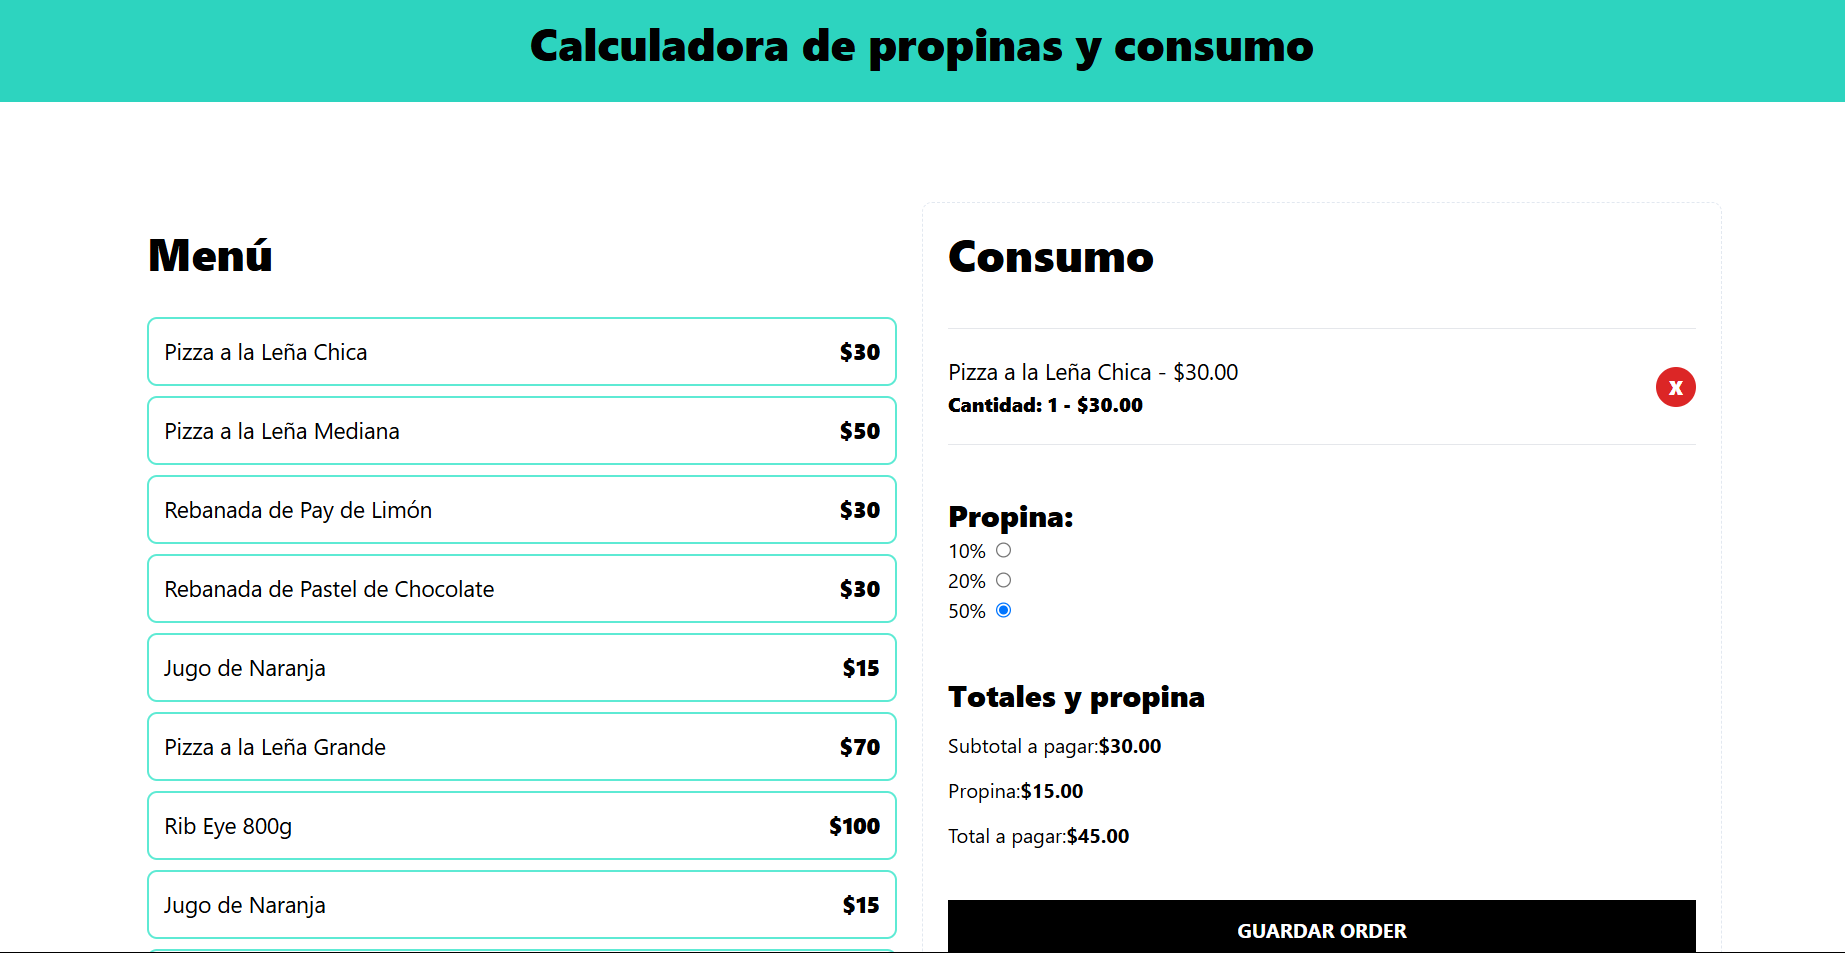 Calculadora de propinas y consumo
Menú
Pizza a la Leña Chica $30
Pizza a la Leña Mediana $50
Rebanada de Pay de Limón $30
Rebanada de Pastel de Chocolate $30
Jugo de Naranja $15
Pizza a la Leña Grande $70
Rib Eye 800g $100
Jugo de Naranja $15
Consumo
Pizza a la Leña Chica - $30.00
Cantidad: 1 - $30.00
X
Propina:
10%
20%
50%
Totales y propina
Subtotal a pagar:$30.00
Propina:$15.00
Total a pagar:$45.00
GUARDAR ORDER